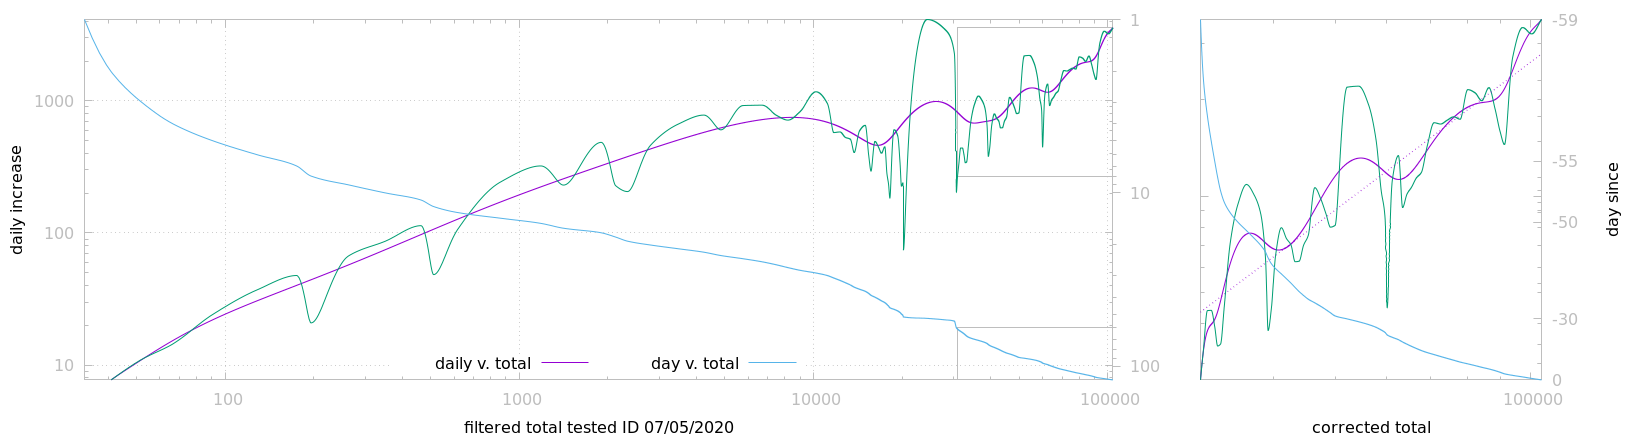 daily increase
1000
100
10
100
1000
10000
100000
1
10
100
daily v. total
day v. total
filtered total tested ID 07/05/2020
-59
-55
-50
-30
0
day since
100000
corrected total